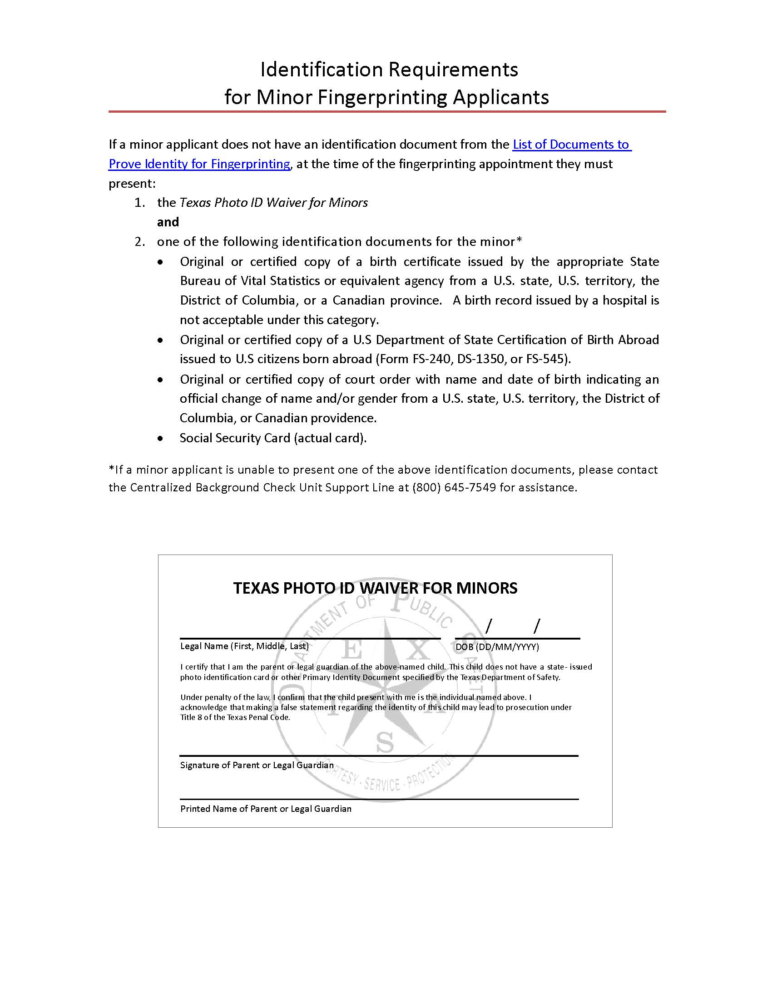 Identification Requirements
for Minor Fingerprinting Applicants
If a minor applicant does not have an identification document from the List of Documents to
Prove Identity for Fingerprinting, at the time of the fingerprinting appointment they must
present:
1. the Texas Photo ID Waiver for Minors
and
2. one of the following identification documents for the minor*
• Original or certified copy of a birth certificate issued by the appropriate State
Bureau of Vital Statistics or equivalent agency from a U.S. state, U.S. territory, the
District of Columbia, or a Canadian province. A birth record issued by a hospital is
not acceptable under this category.
• Original or certified copy of a U.S Department of State Certification of Birth Abroad
issued to U.S citizens born abroad (Form FS-240, DS-1350, or FS-545).
• Original or certified copy of court order with name and date of birth indicating an
official change of name and/or gender from a U.S. state, U.S. territory, the District of
Columbia, or Canadian providence.
• Social Security Card (actual card).
*If a minor applicant is unable to present one of the above identification documents, please contact
the Centralized Background Check Unit Support Line at (800) 645-7549 for assistance.
TEXAS PHOTO ID WAIVER FOR MINORS
/ /
Legal Name (First, Middle, Last) DOB (DD/MM/YYYY)
I certify that I am the parent or legal guardian of the above-named child. This child does not have a state- issued
photo identification card or other Primary Identity Document specified by the Texas Department of Safety.
Under penalty of the law, I confirm that the child present with me is the individual named above. I
acknowledge that making a false statement regarding the identity of this child may lead to prosecution under
Title 8 of the Texas Penal Code.
Signature of Parent or Legal Guardian
Printed Name of Parent or Legal Guardian
DEPARTMENT OF PUBLIC SAFETY
TEXAS
COURTESY · SERVICE · PROTECTION